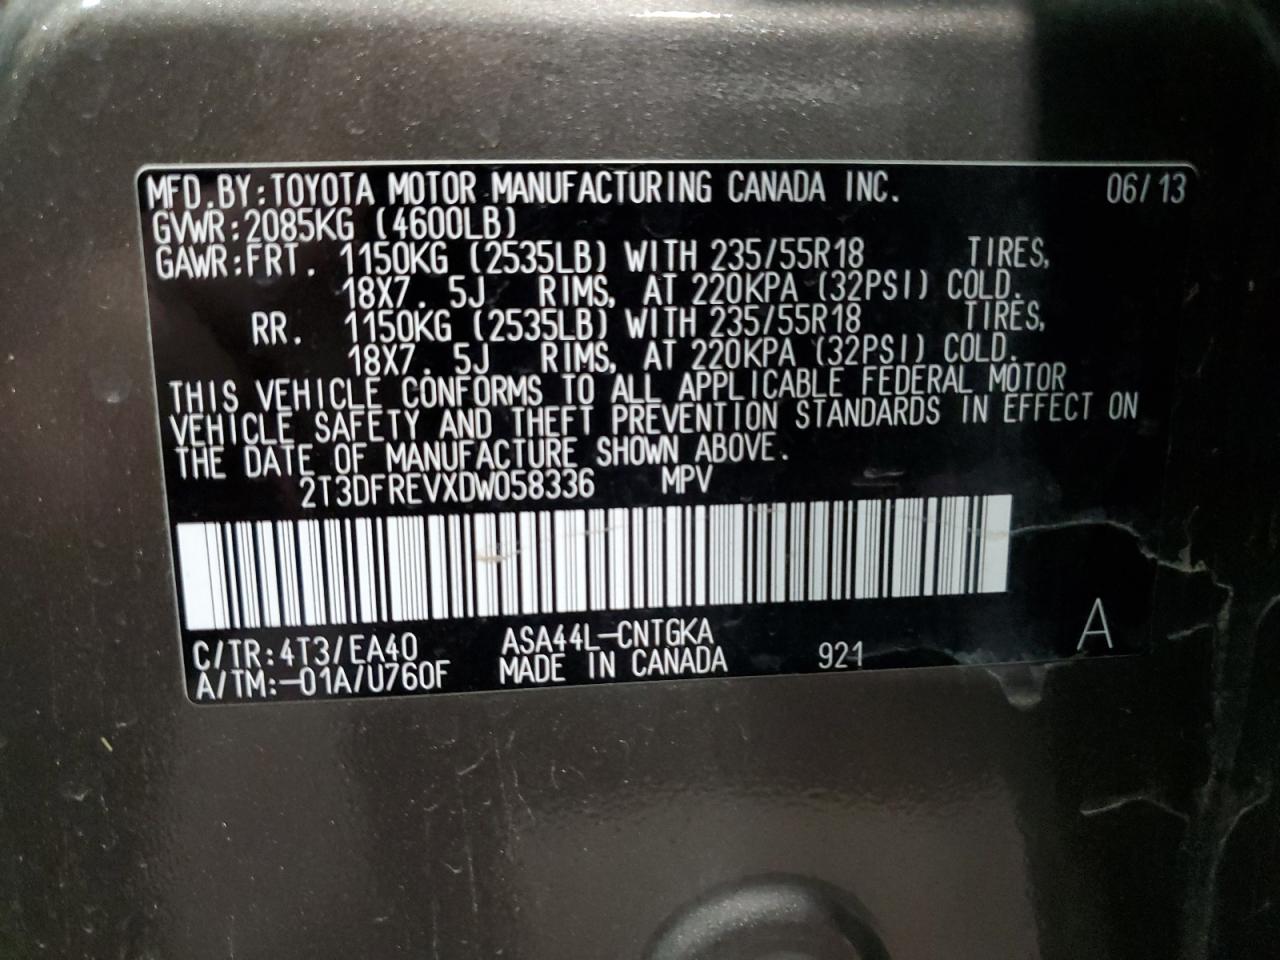 MFD.BY:TOYOTA MOTOR MANUFACTURING CANADA INC. 06/13
GVWR:2085KG (4600LB)
GAWR:FRT. 1150KG (2535LB) WITH 235/55R18 TIRES,
18X7.5J RIMS, AT 220KPA (32PSI) COLD.
RR. 1150KG (2535LB) WITH 235/55R18 TIRES,
18X7.5J RIMS, AT 220KPA (32PSI) COLD.
THIS VEHICLE CONFORMS TO ALL APPLICABLE FEDERAL MOTOR
VEHICLE SAFETY AND THEFT PREVENTION STANDARDS IN EFFECT ON
THE DATE OF MANUFACTURE SHOWN ABOVE.
2T3DFREVXDW058336 MPV
C/TR:4T3/EA40 ASA44L-CNTGKA
A/TM:-01A/U760F MADE IN CANADA 921 A